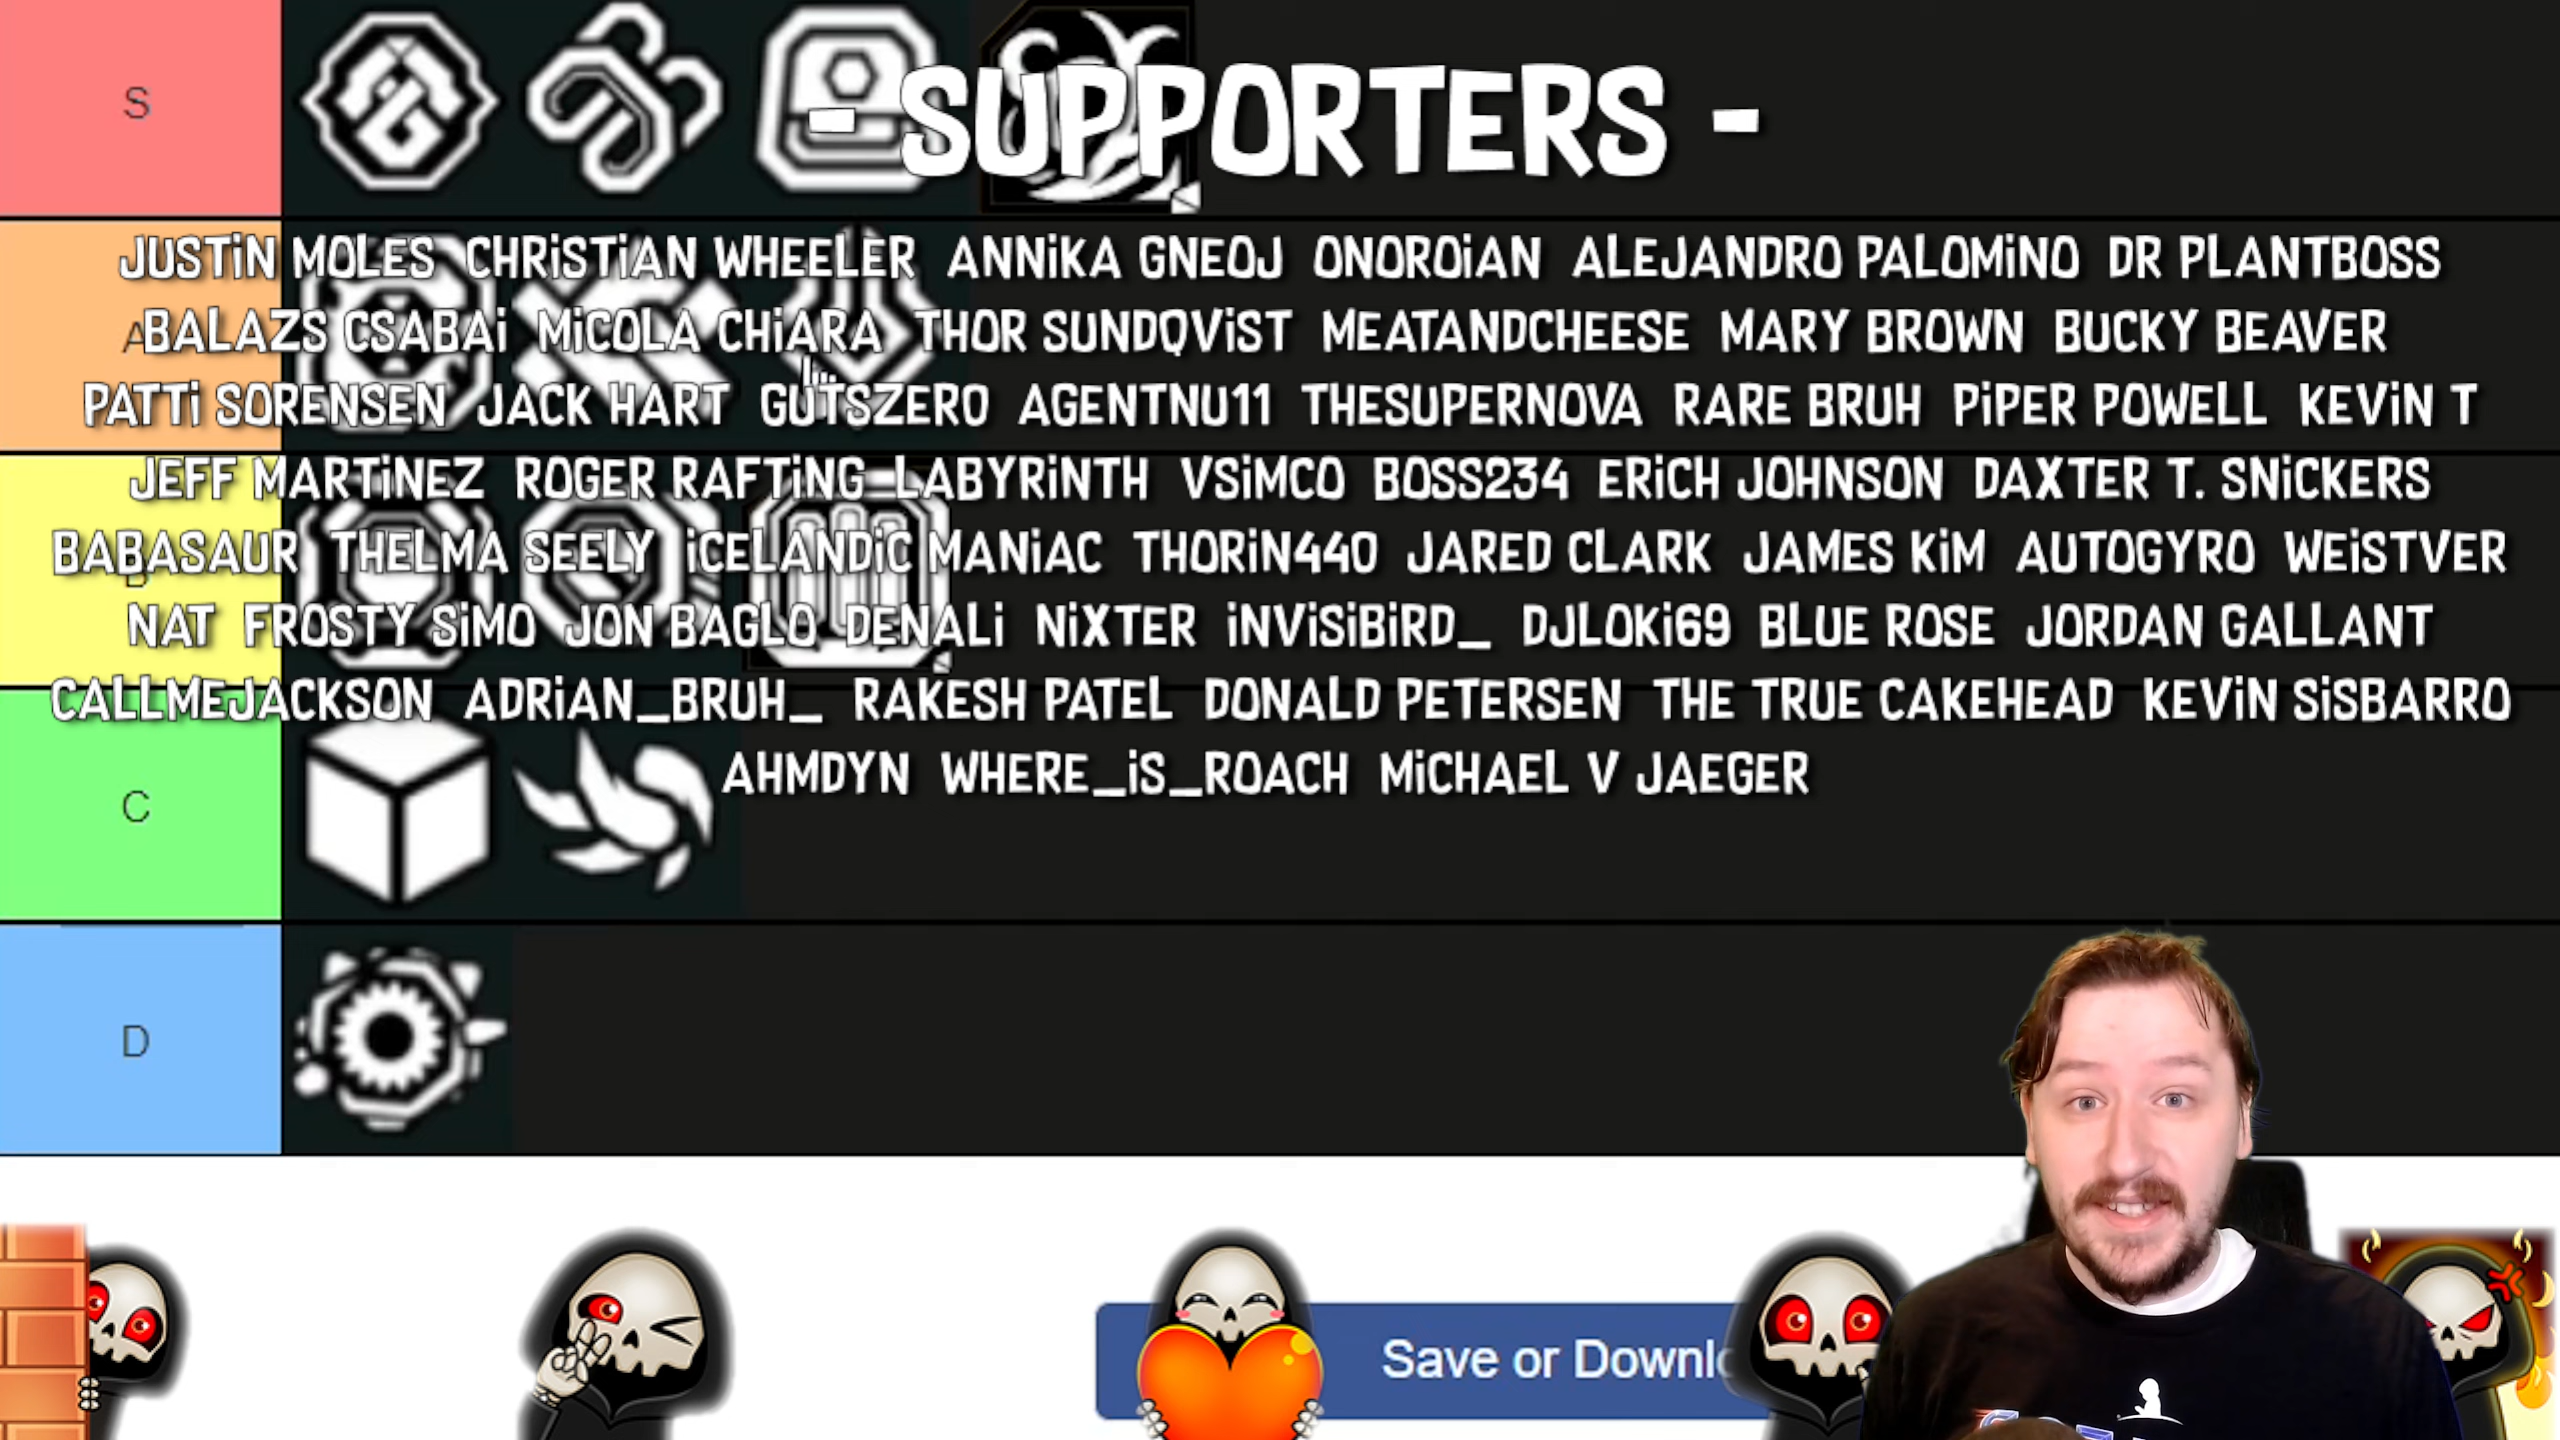 S
- SUPPORTERS -
JUSTiN MOLES CHRiSTiAN WHEELER ANNiKA GNEOJ ONOROiAN ALEJANDRO PALOMiNO DR PLANTBOSS
A
BALAZS CSABAi MiCOLA CHiARA THOR SUNDQViST MEATANDCHEESE MARY BROWN BUCKY BEAVER
PATTi SORENSEN JACK HART GUTSZERO AGENTNU11 THESUPERNOVA RARE BRUH PiPER POWELL KEViN T
JEFF MARTiNEZ ROGER RAFTiNG LABYRiNTH VSiMCO BOSS234 ERiCH JOHNSON DAXTER T. SNiCKERS
BABASAUR THELMA SEELY iCELANDiC MANiAC THORiN440 JARED CLARK JAMES KiM AUTOGYRO WEiSTVER
B
NAT FROSTY SiMO JON BAGLO DENALi NiXTER iNViSiBiRD_ DJLOKi69 BLUE ROSE JORDAN GALLANT
CALLMEJACKSON ADRiAN_BRUH_ RAKESH PATEL DONALD PETERSEN THE TRUE CAKEHEAD KEViN SiSBARRO
AHMDYN WHERE_iS_ROACH MiCHAEL V JAEGER
C
D
Save or